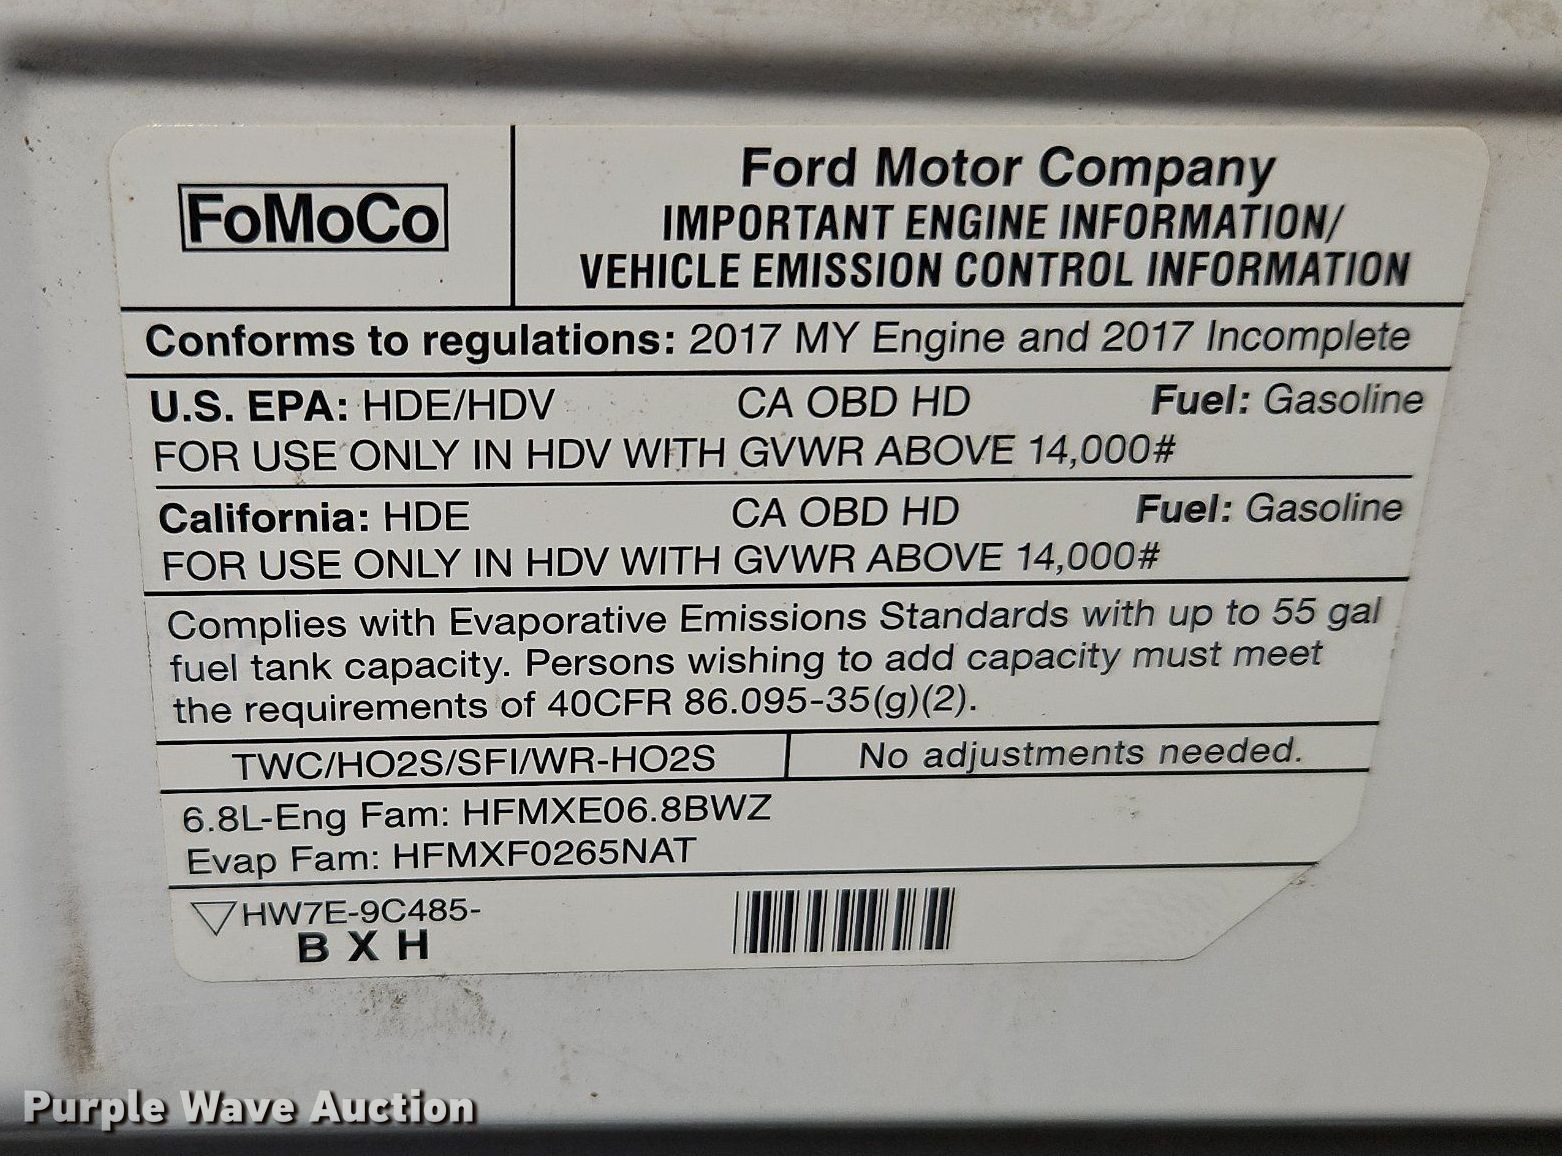 FoMoCo
Ford Motor Company
IMPORTANT ENGINE INFORMATION/
VEHICLE EMISSION CONTROL INFORMATION
Conforms to regulations: 2017 MY Engine and 2017 Incomplete
U.S. EPA: HDE/HDV CA OBD HD Fuel: Gasoline
FOR USE ONLY IN HDV WITH GVWR ABOVE 14,000#
California: HDE CA OBD HD Fuel: Gasoline
FOR USE ONLY IN HDV WITH GVWR ABOVE 14,000#
Complies with Evaporative Emissions Standards with up to 55 gal
fuel tank capacity. Persons wishing to add capacity must meet
the requirements of 40CFR 86.095-35(g)(2).
TWC/HO2S/SFI/WR-HO2S No adjustments needed.
6.8L-Eng Fam: HFMXE06.8BWZ
Evap Fam: HFMXF0265NAT
HW7E-9C485-
B X H
Purple Wave Auction